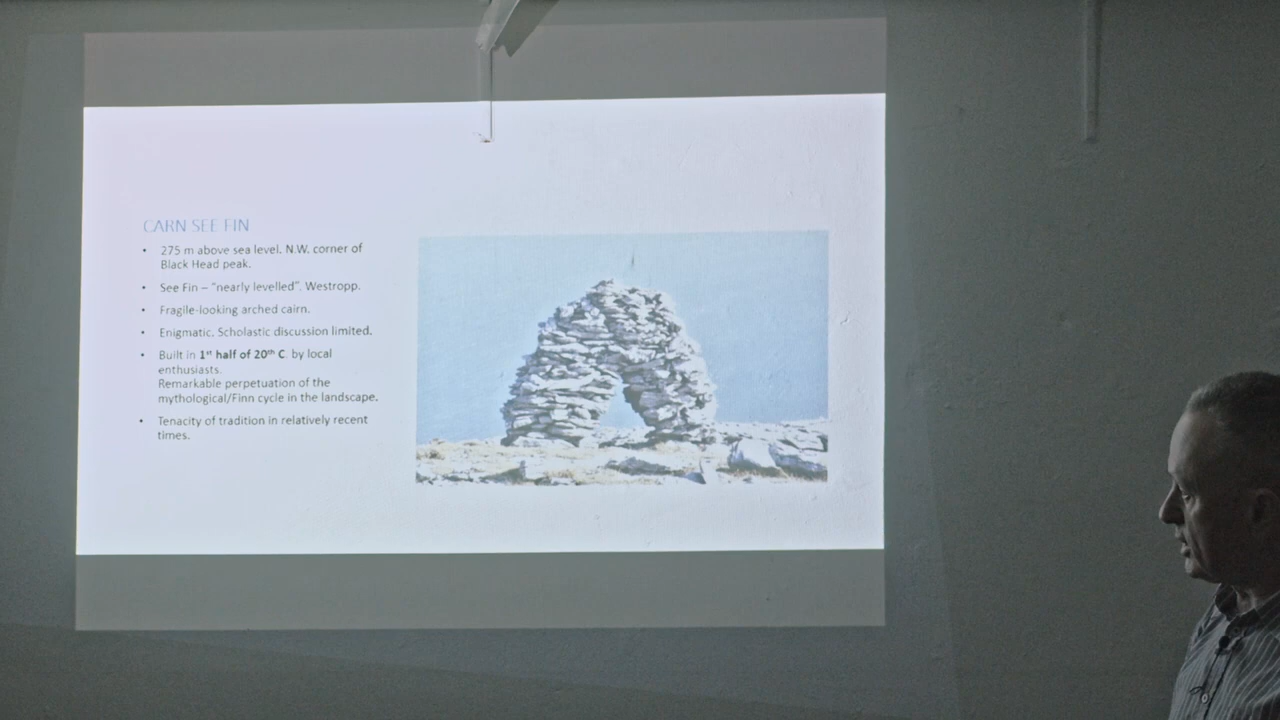 CARN SEE FIN
• 275 m above sea level. N.W. corner of
Black Head peak.
• See Fin – “nearly levelled”. Westropp.
• Fragile-looking arched cairn.
• Enigmatic. Scholastic discussion limited.
• Built in 1st half of 20th C. by local
enthusiasts.
Remarkable perpetuation of the
mythological/Finn cycle in the landscape.
• Tenacity of tradition in relatively recent
times.